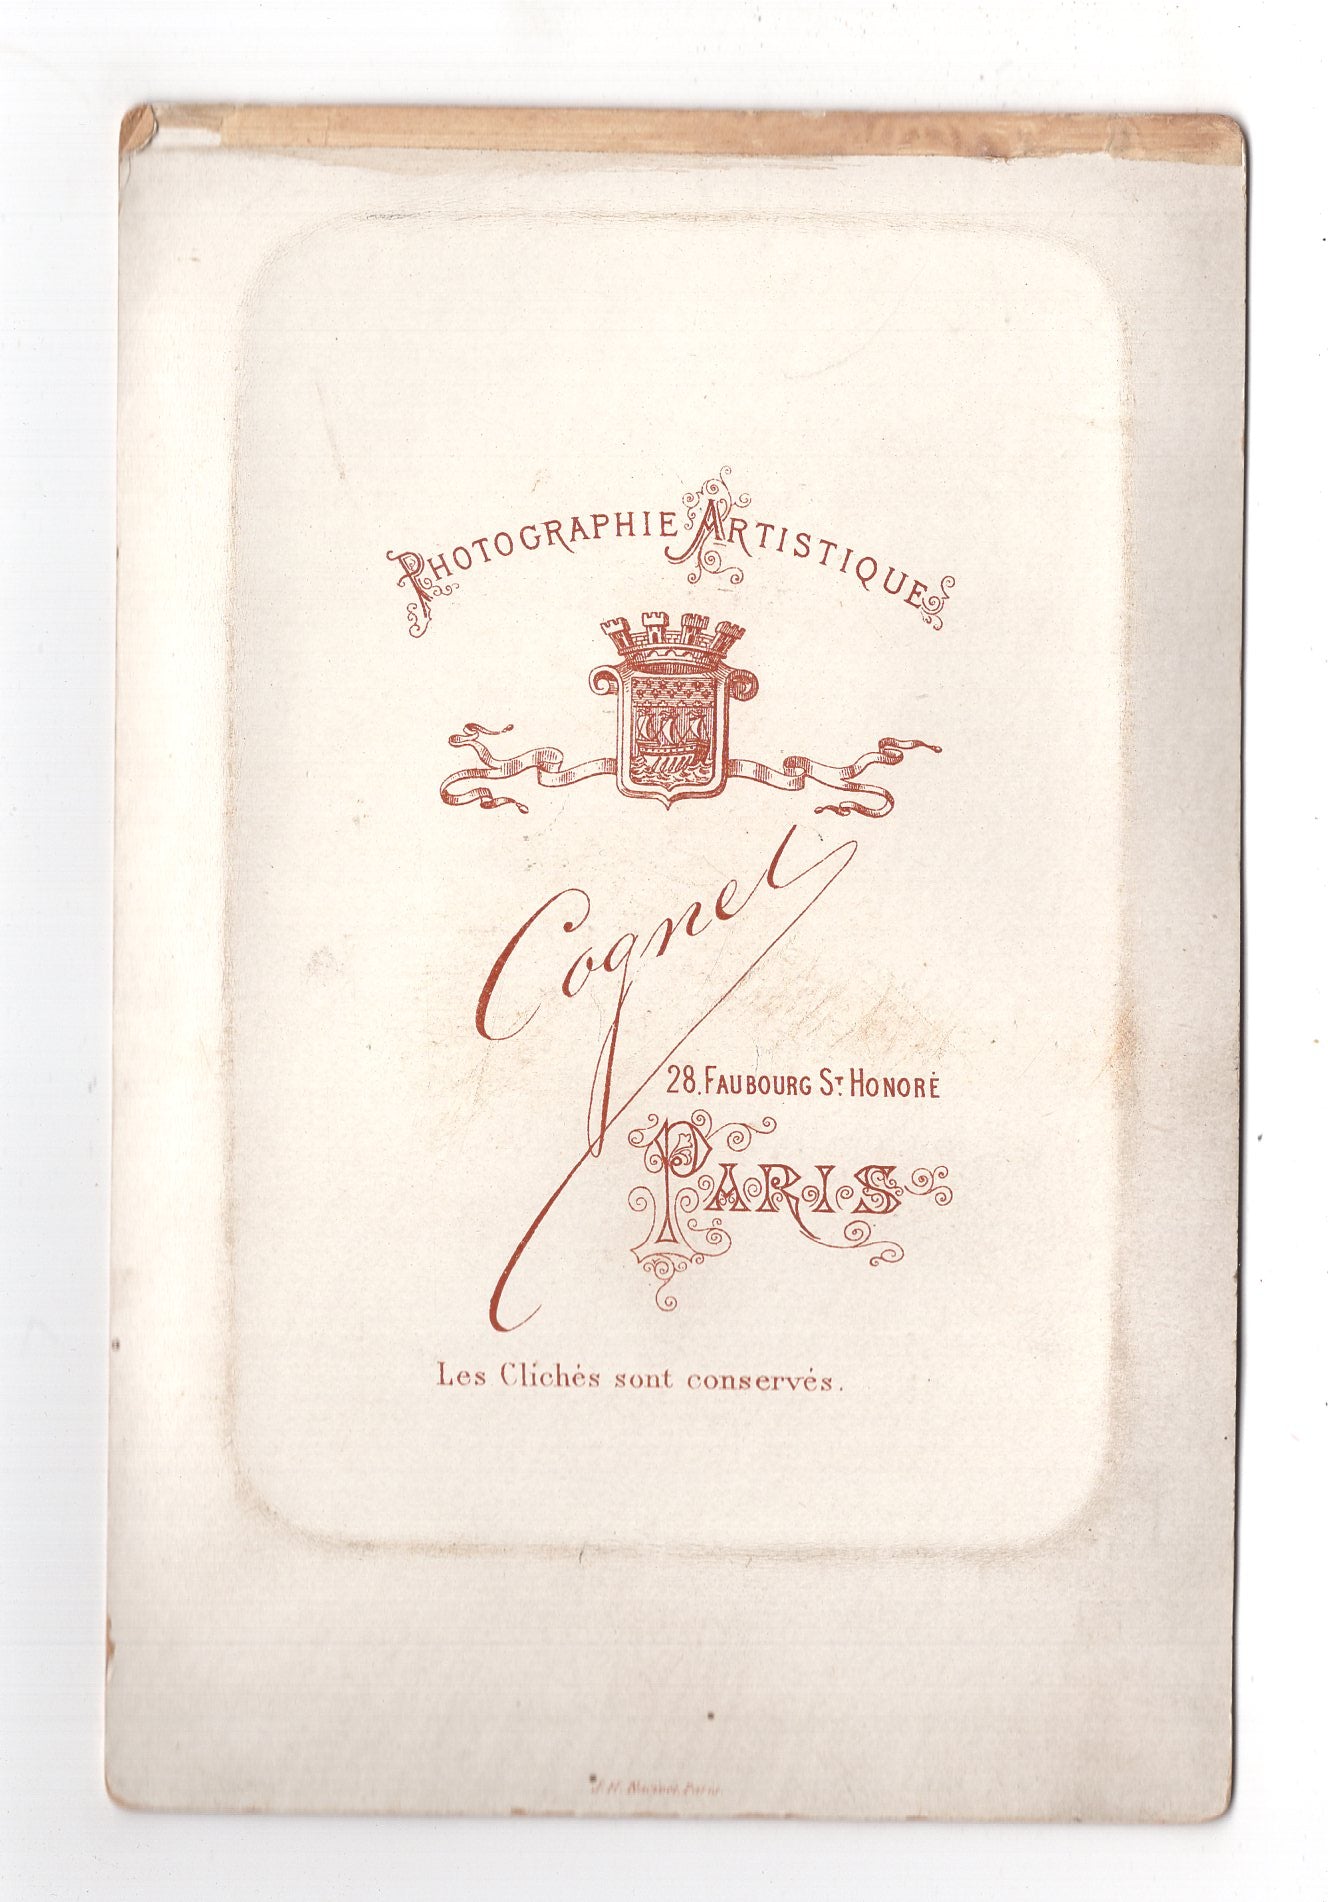 PHOTOGRAPHIE ARTISTIQUE
Cognet
28, FAUBOURG ST. HONORÉ
PARIS
Les Clichés sont conservés.